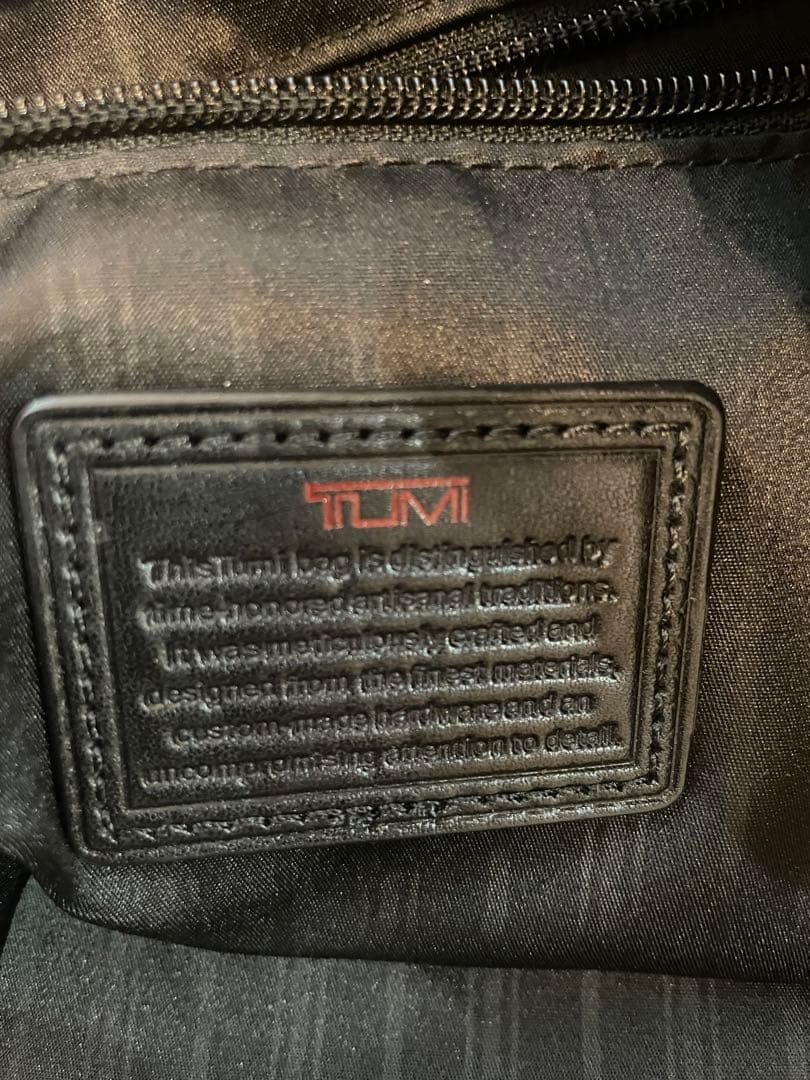 TUMI
This Tumi bag is distinguished by
time-honored artisanal traditions.
It was meticulously crafted and
designed from the finest materials,
custom-made hardware and an
uncompromising attention to detail.